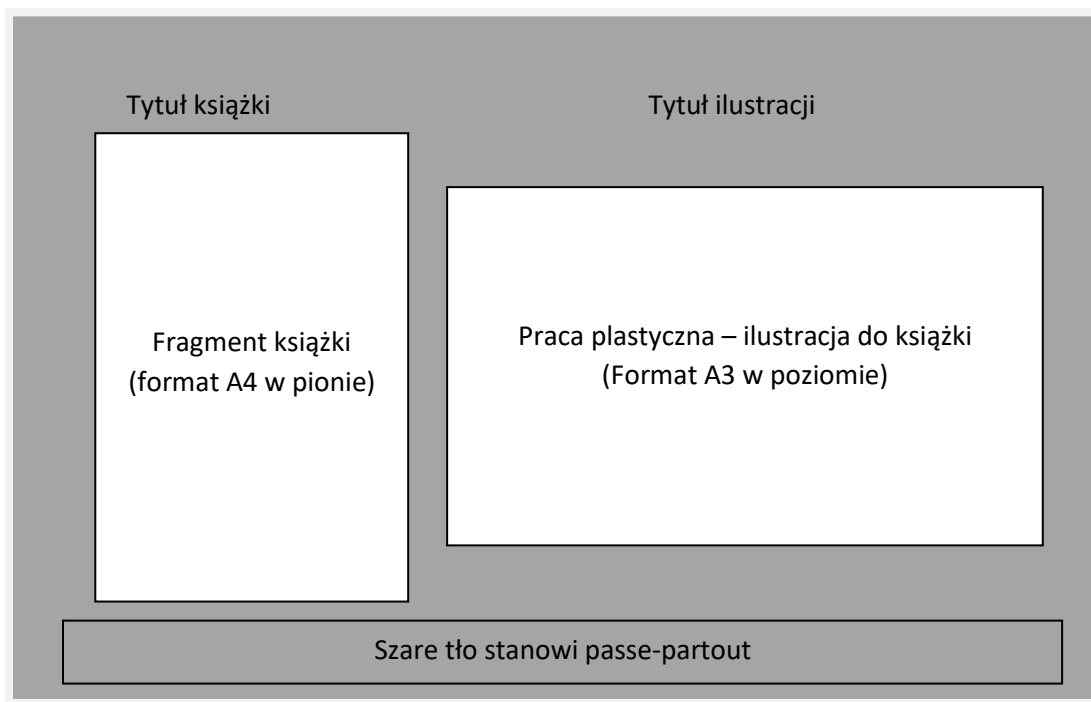 Tytuł książki
Tytuł ilustracji
Fragment książki
(format A4 w pionie)
Praca plastyczna – ilustracja do książki
(Format A3 w poziomie)
Szare tło stanowi passe-partout